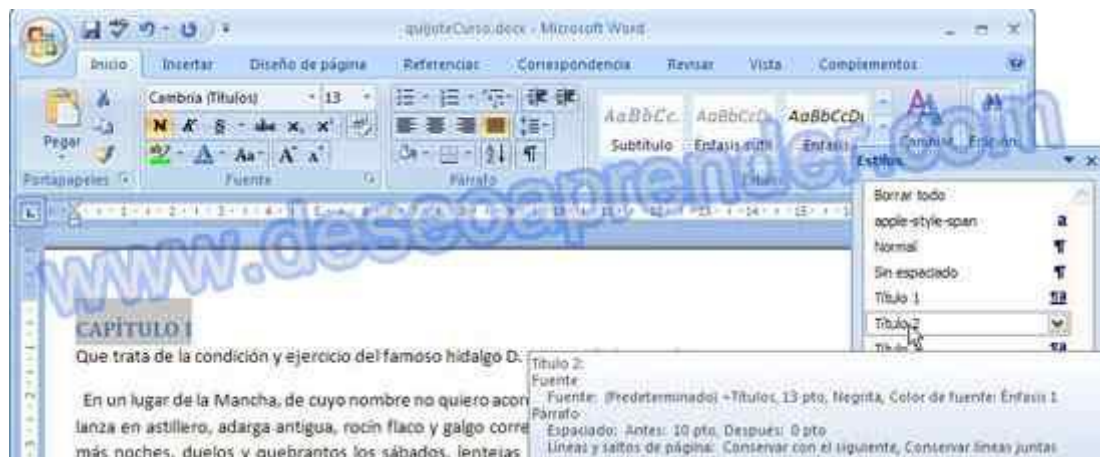 quijoteCurso.docx - Microsoft Word
Inicio Insertar Diseño de página Referencias Correspondencia Revisar Vista Complementos
Cambria (Títulos) 13
N K S abe x, x'
Aa A A
Pegar
AaBbCc. AaBbCcDi AaBbCcDi
Subtítulo Énfasis sutil Énfasis
Portapapeles Fuente Párrafo
Estilos
Borrar todo
apple-style-span a
Normal ¶
Sin espaciado ¶
Título 1 ¶a
Título 2
www.deseoaprender.com
CAPÍTULO I
Que trata de la condición y ejercicio del famoso hidalgo D.
En un lugar de la Mancha, de cuyo nombre no quiero acor
lanza en astillero, adarga antigua, rocín flaco y galgo corre
más noches, duelos y quebrantos los sábados, lentejas
Título 2:
Fuente
Fuente: (Predeterminado) +Títulos, 13 pto, Negrita, Color de fuente: Énfasis 1
Párrafo
Espaciado: Antes: 10 pto, Después: 0 pto
Líneas y saltos de página: Conservar con el siguiente, Conservar líneas juntas